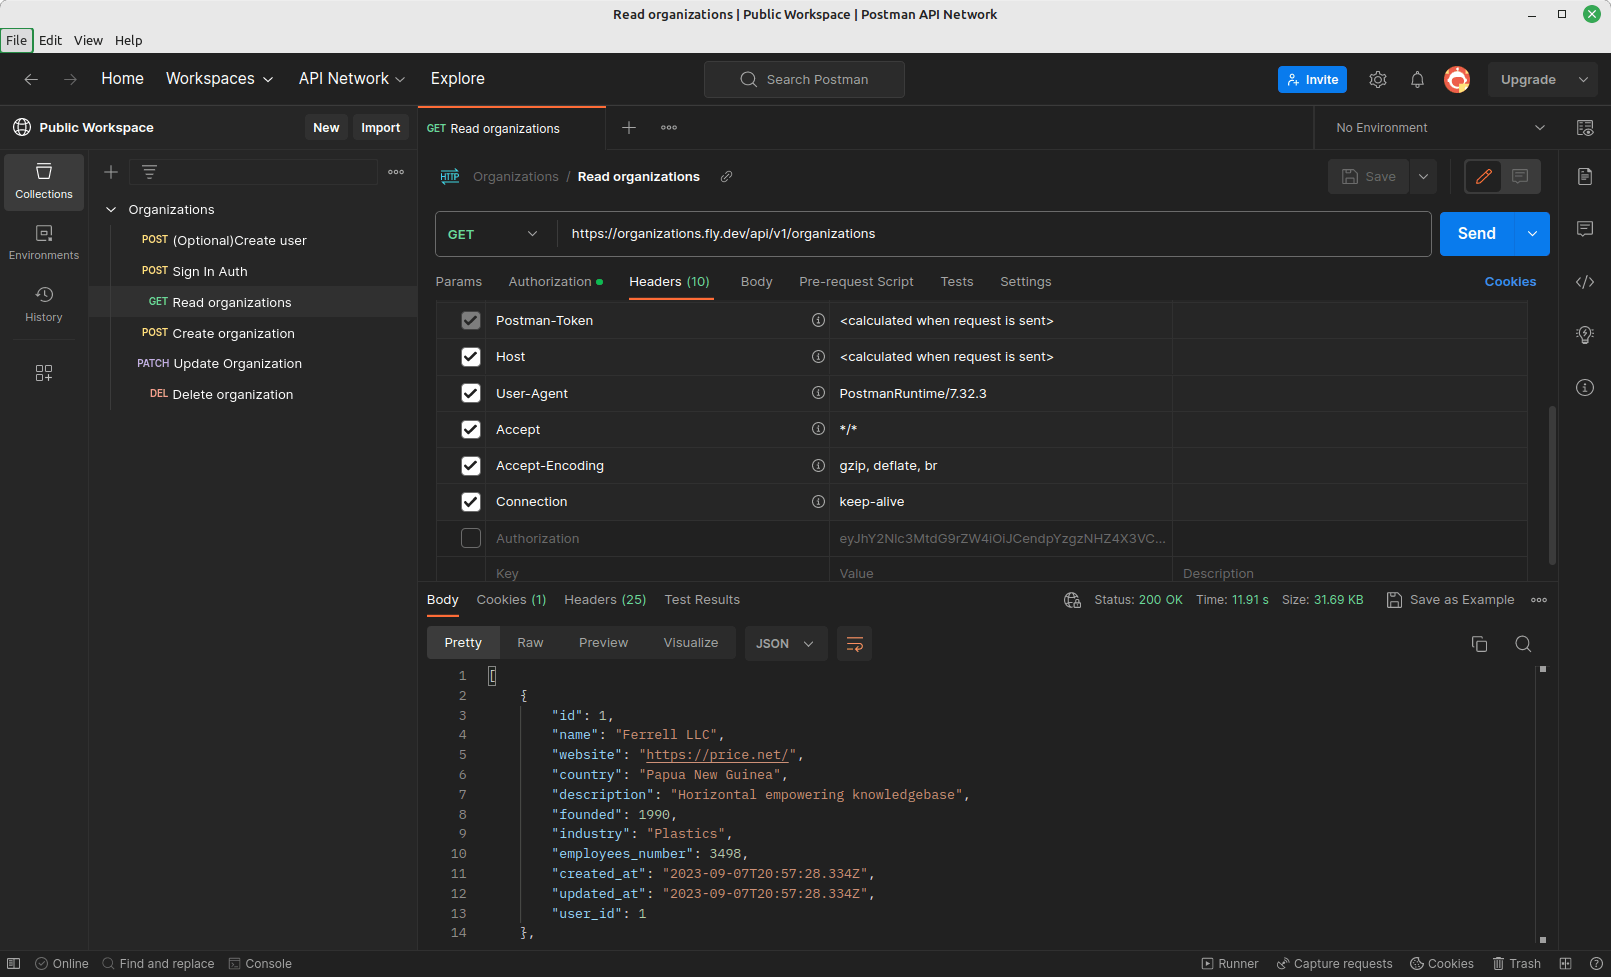 Read organizations | Public Workspace | Postman API Network
File Edit View Help
Home Workspaces API Network Explore Search Postman Invite Upgrade
Public Workspace New Import GET Read organizations No Environment
HTTP Organizations / Read organizations Save
Collections
Environments
History
Organizations
POST (Optional)Create user
POST Sign In Auth
GET Read organizations
POST Create organization
PATCH Update Organization
DEL Delete organization
GET https://organizations.fly.dev/api/v1/organizations Send
Params Authorization Headers (10) Body Pre-request Script Tests Settings Cookies
Postman-Token <calculated when request is sent>
Host <calculated when request is sent>
User-Agent PostmanRuntime/7.32.3
Accept */*
Accept-Encoding gzip, deflate, br
Connection keep-alive
Authorization eyJhY2Nlc3MtdG9rZW4iOiJCendpYzgzNHZ4X3VC...
Key Value Description
Body Cookies (1) Headers (25) Test Results Status: 200 OK Time: 11.91 s Size: 31.69 KB Save as Example
Pretty Raw Preview Visualize JSON
1 [
2 {
3 "id": 1,
4 "name": "Ferrell LLC",
5 "website": "https://price.net/",
6 "country": "Papua New Guinea",
7 "description": "Horizontal empowering knowledgebase",
8 "founded": 1990,
9 "industry": "Plastics",
10 "employees_number": 3498,
11 "created_at": "2023-09-07T20:57:28.334Z",
12 "updated_at": "2023-09-07T20:57:28.334Z",
13 "user_id": 1
14 },
Online Find and replace Console Runner Capture requests Cookies Trash